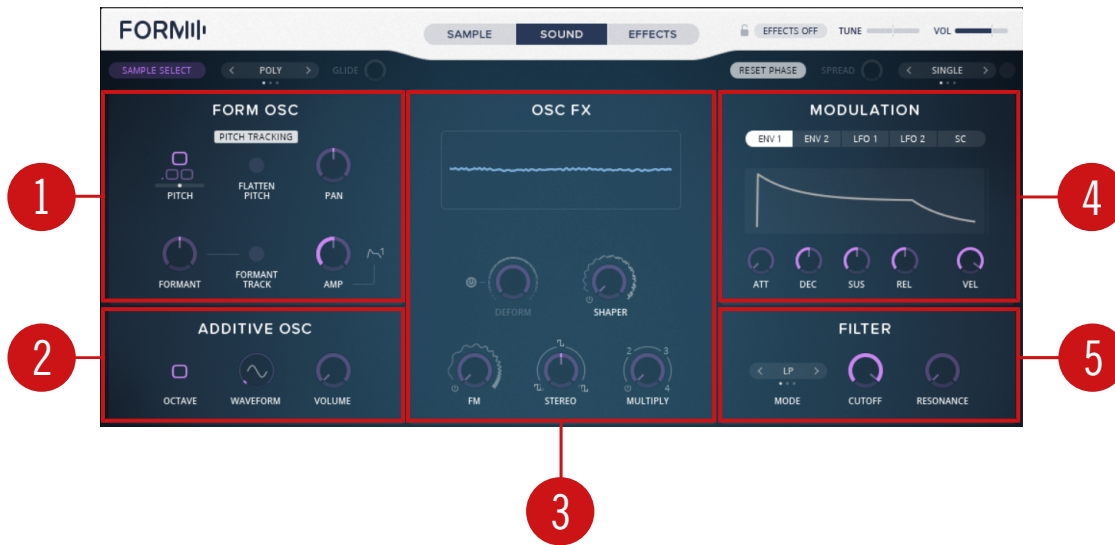 FORM
SAMPLE SOUND EFFECTS
EFFECTS OFF TUNE VOL
SAMPLE SELECT POLY GLIDE
RESET PHASE SPREAD SINGLE
FORM OSC
PITCH TRACKING
PITCH FLATTEN PITCH PAN
FORMANT FORMANT TRACK AMP
1
ADDITIVE OSC
OCTAVE WAVEFORM VOLUME
2
OSC FX
DEFORM SHAPER
2 3
4
FM STEREO MULTIPLY
3
MODULATION
ENV 1 ENV 2 LFO 1 LFO 2 SC
ATT DEC SUS REL VEL
4
FILTER
LP
MODE CUTOFF RESONANCE
5